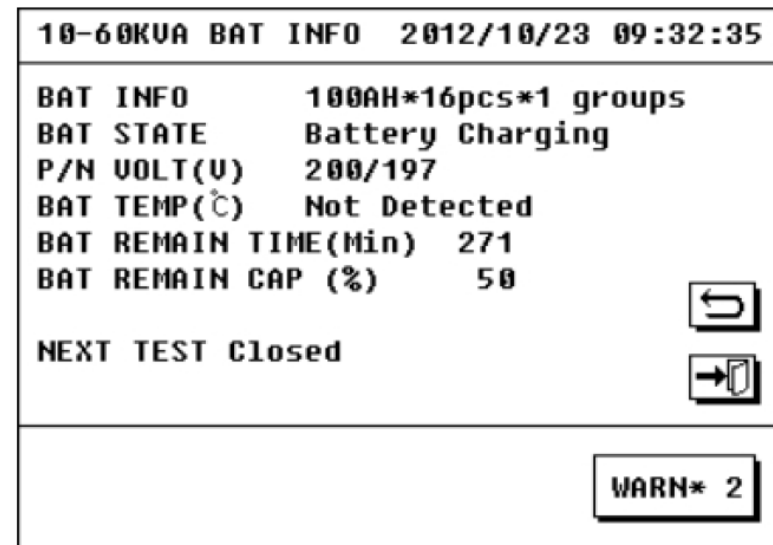 10-60KVA BAT INFO 2012/10/23 09:32:35
BAT INFO 100AH*16pcs*1 groups
BAT STATE Battery Charging
P/N VOLT(V) 200/197
BAT TEMP(℃) Not Detected
BAT REMAIN TIME(Min) 271
BAT REMAIN CAP (%) 50
NEXT TEST Closed
WARN* 2